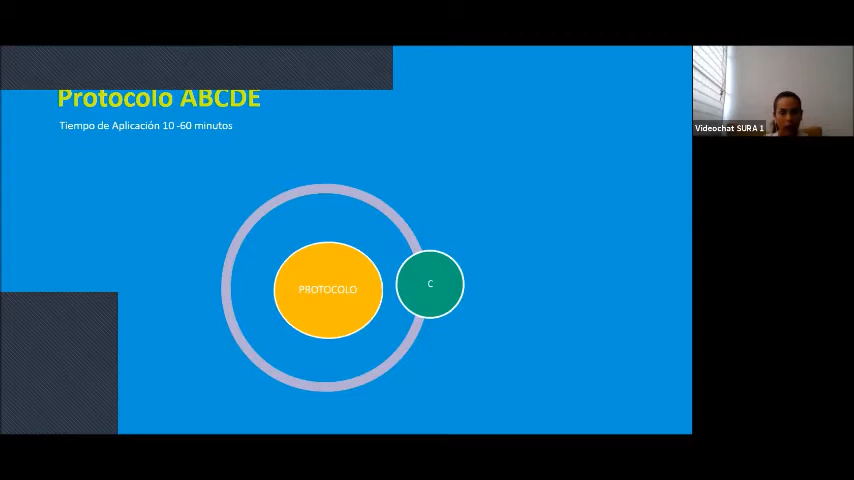 Protocolo ABCDE
Tiempo de Aplicación 10 -60 minutos
PROTOCOLO
C
Videochat SURA 1